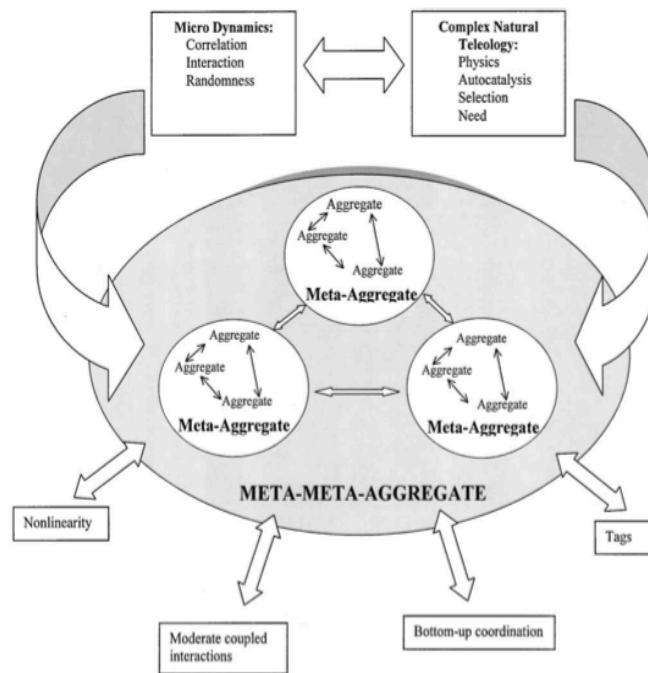 Micro Dynamics:
Correlation
Interaction
Randomness
Complex Natural
Teleology:
Physics
Autocatalysis
Selection
Need
Aggregate
Aggregate
Aggregate
Meta-Aggregate
Aggregate
Aggregate
Aggregate
Meta-Aggregate
Aggregate
Aggregate
Aggregate
Meta-Aggregate
META-META-AGGREGATE
Nonlinearity
Tags
Moderate coupled
interactions
Bottom-up coordination